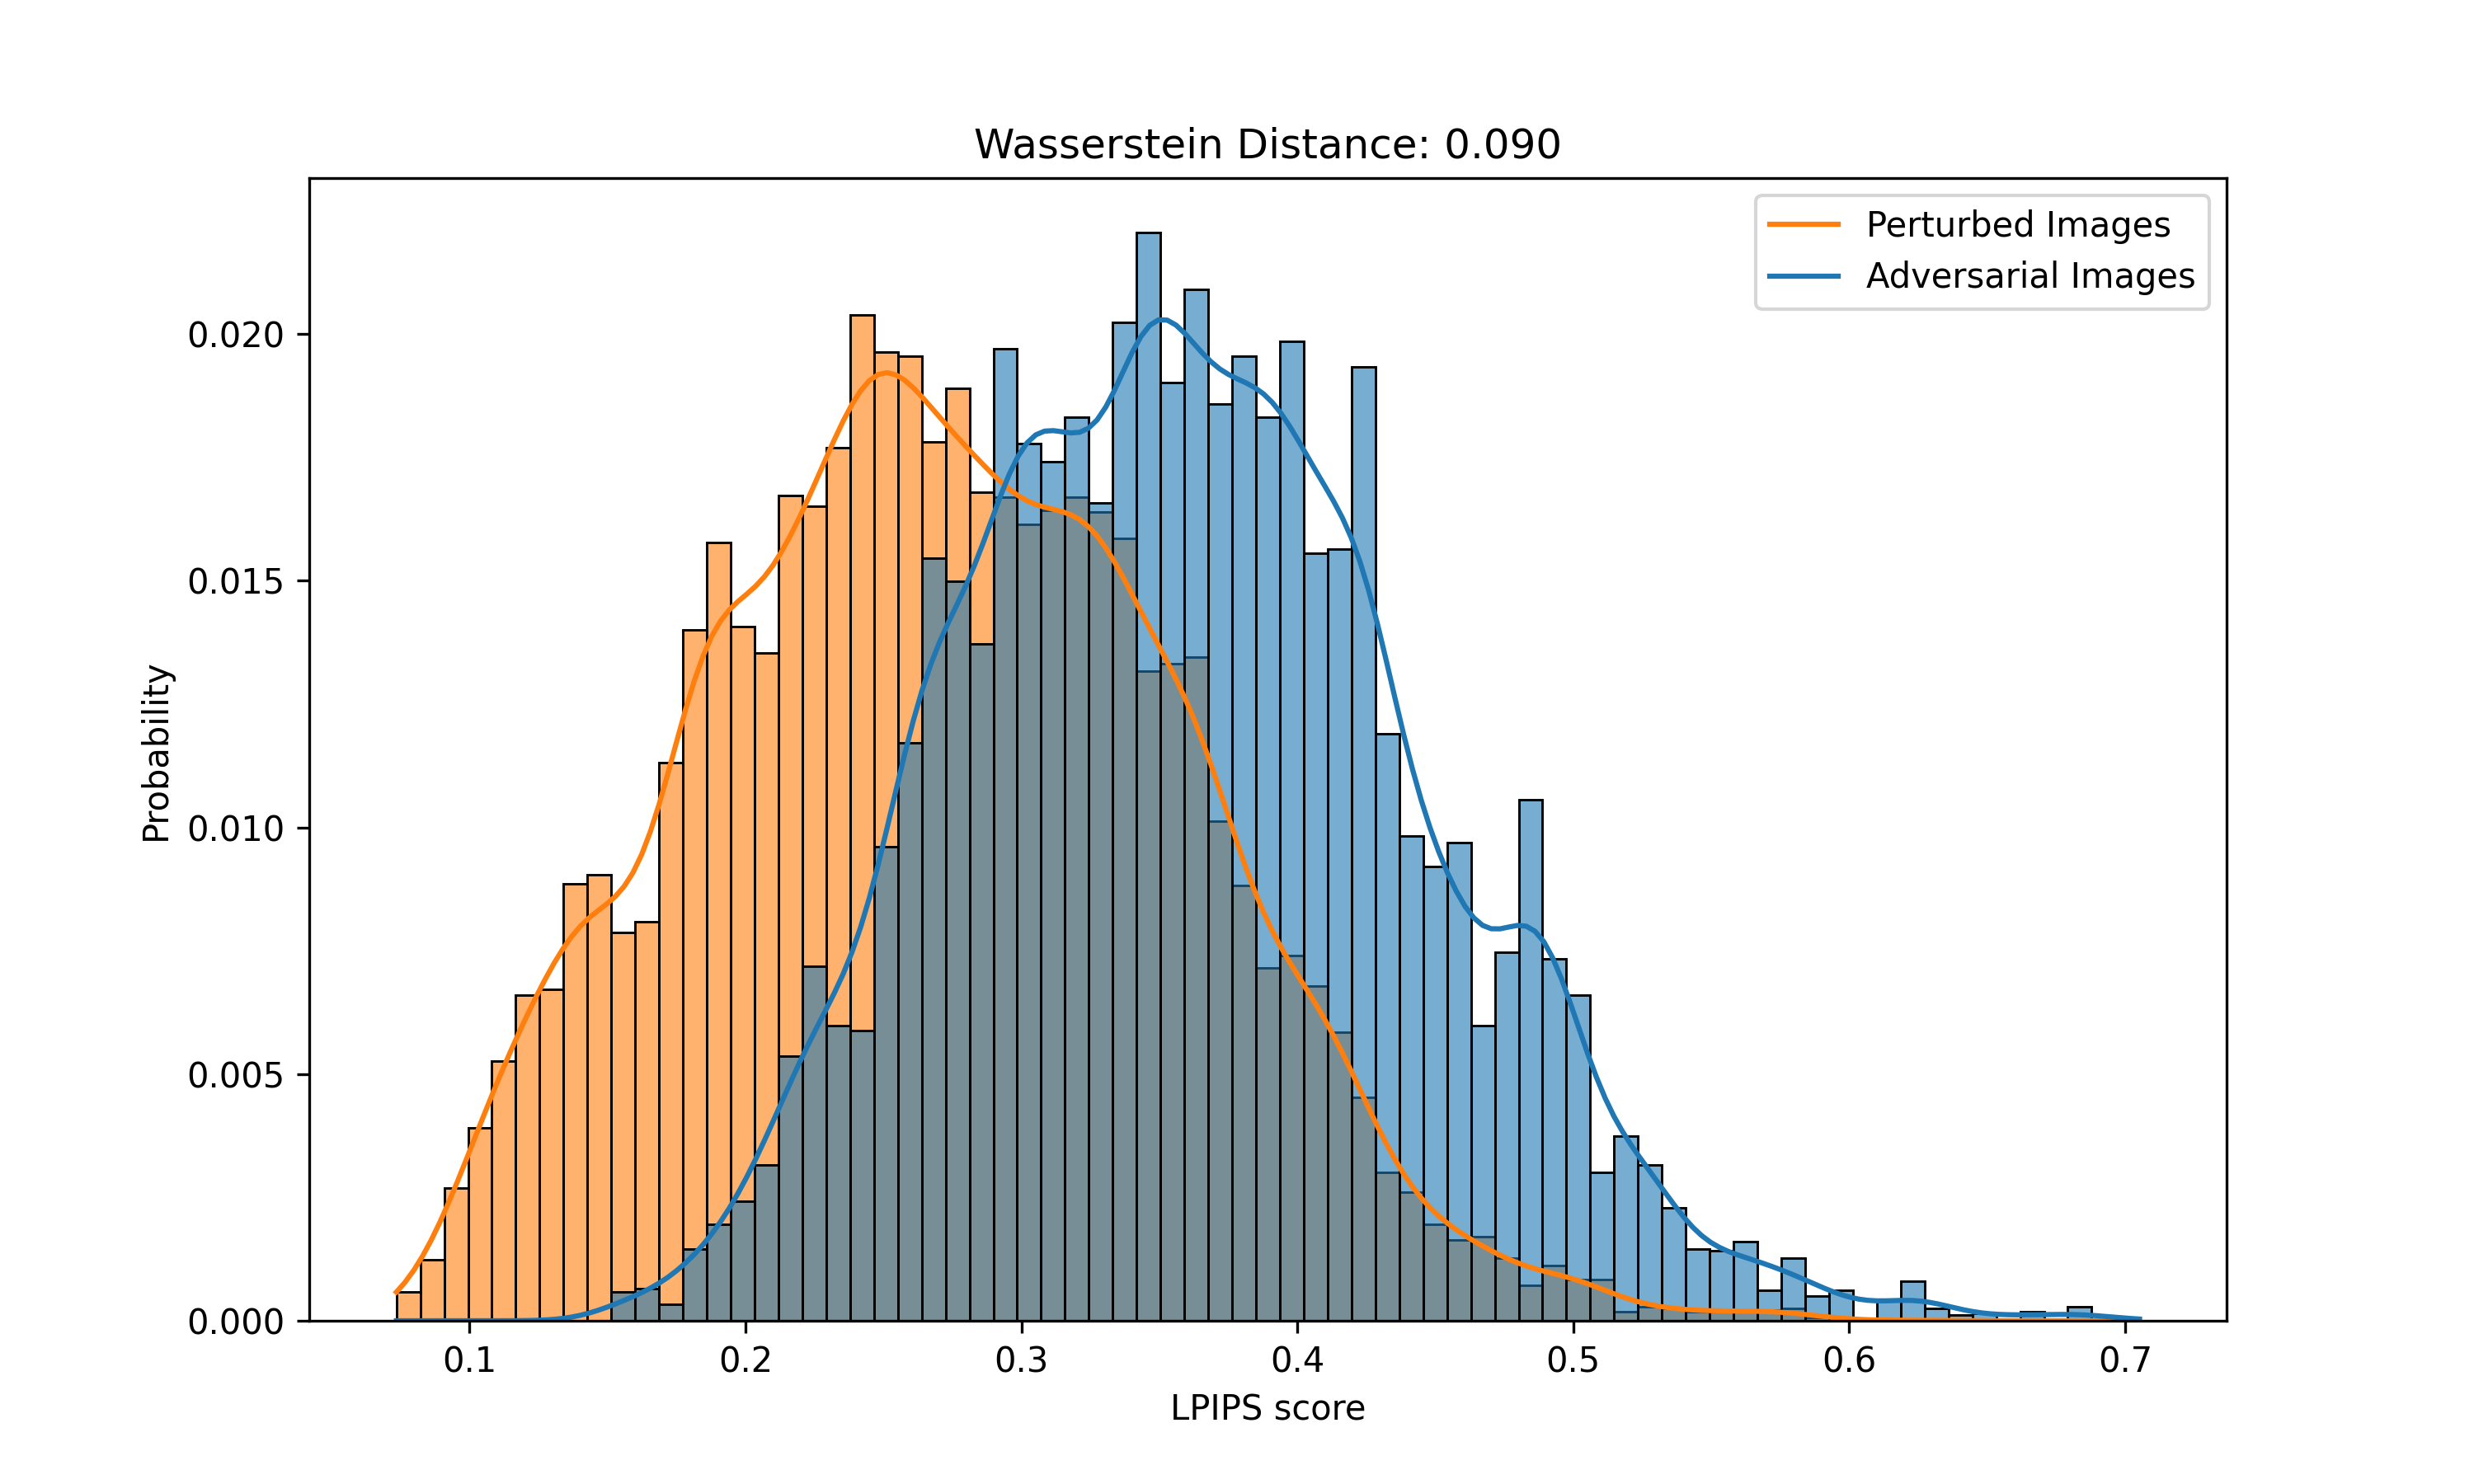 Wasserstein Distance: 0.090
Perturbed Images
Adversarial Images
Probability
0.020
0.015
0.010
0.005
0.000
0.1 0.2 0.3 0.4 0.5 0.6 0.7
LPIPS score